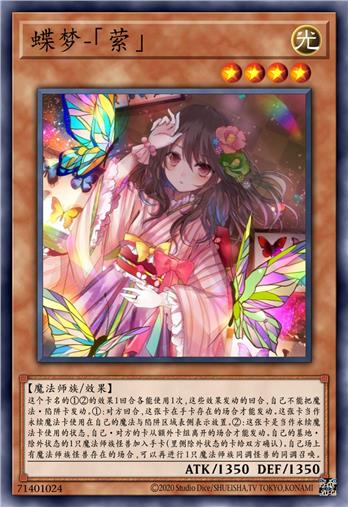 蝶梦-「萦」
光
【魔法师族/效果】
这个卡名的①②的效果1回合各能使用1次，这些效果发动的回合，自己不能把魔
法·陷阱卡发动。①：对方回合，这张卡在手卡存在的场合才能发动。这张卡当作
永续魔法卡使用在自己的魔法与陷阱区域表侧表示放置。②：这张卡是当作永续魔
法卡使用的状态，自己·对方的卡从额外卡组离开的场合才能发动。自己的墓地·
除外状态的1只魔法师族怪兽加入手卡(里侧除外状态的卡给双方确认)。自己场上
有魔法师族怪兽存在的场合，可以再进行1只魔法师族同调怪兽的同调召唤。
ATK/1350 DEF/1350
71401024
©2020 Studio Dice/SHUEISHA,TV TOKYO,KONAMI